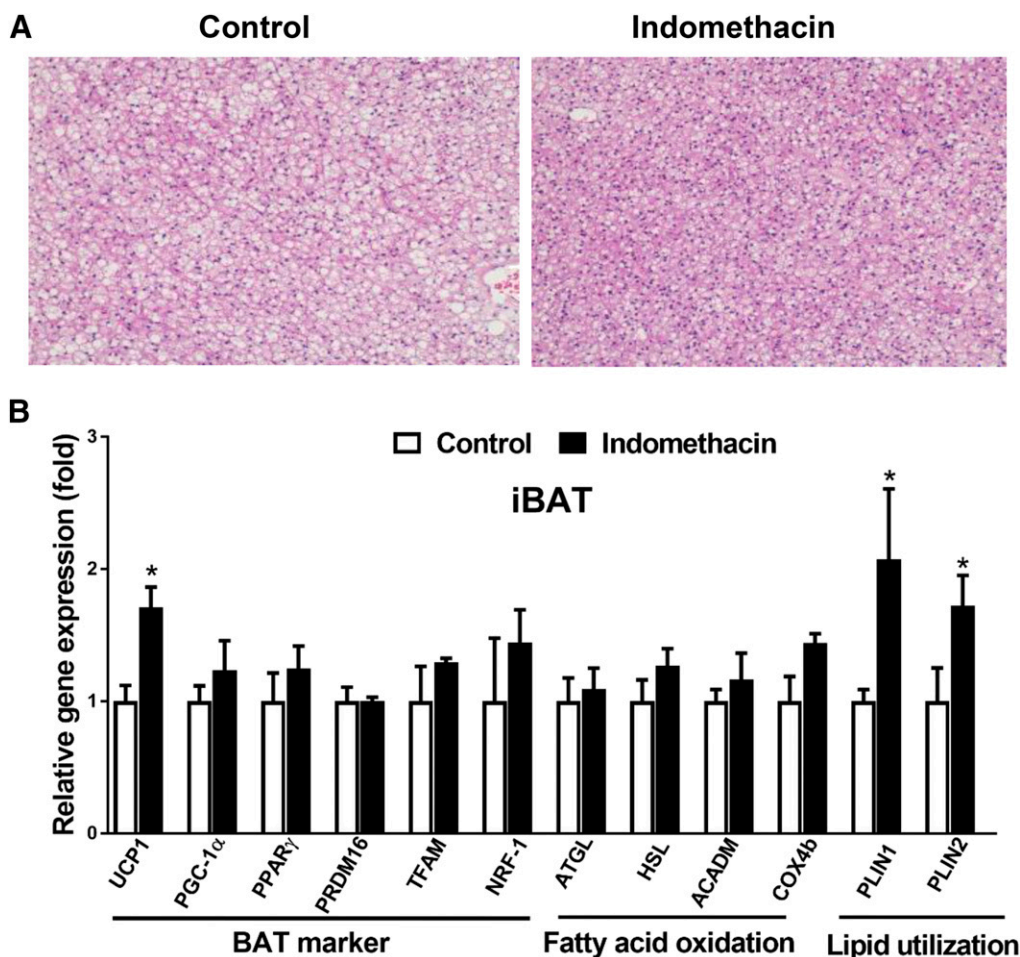 A
Control
Indomethacin
B
Relative gene expression (fold)
3
2
1
0
Control
Indomethacin
iBAT
*
*
*
UCP1
PGC-1α
PPARγ
PRDM16
TFAM
NRF-1
ATGL
HSL
ACADM
COX4b
PLIN1
PLIN2
BAT marker
Fatty acid oxidation
Lipid utilization